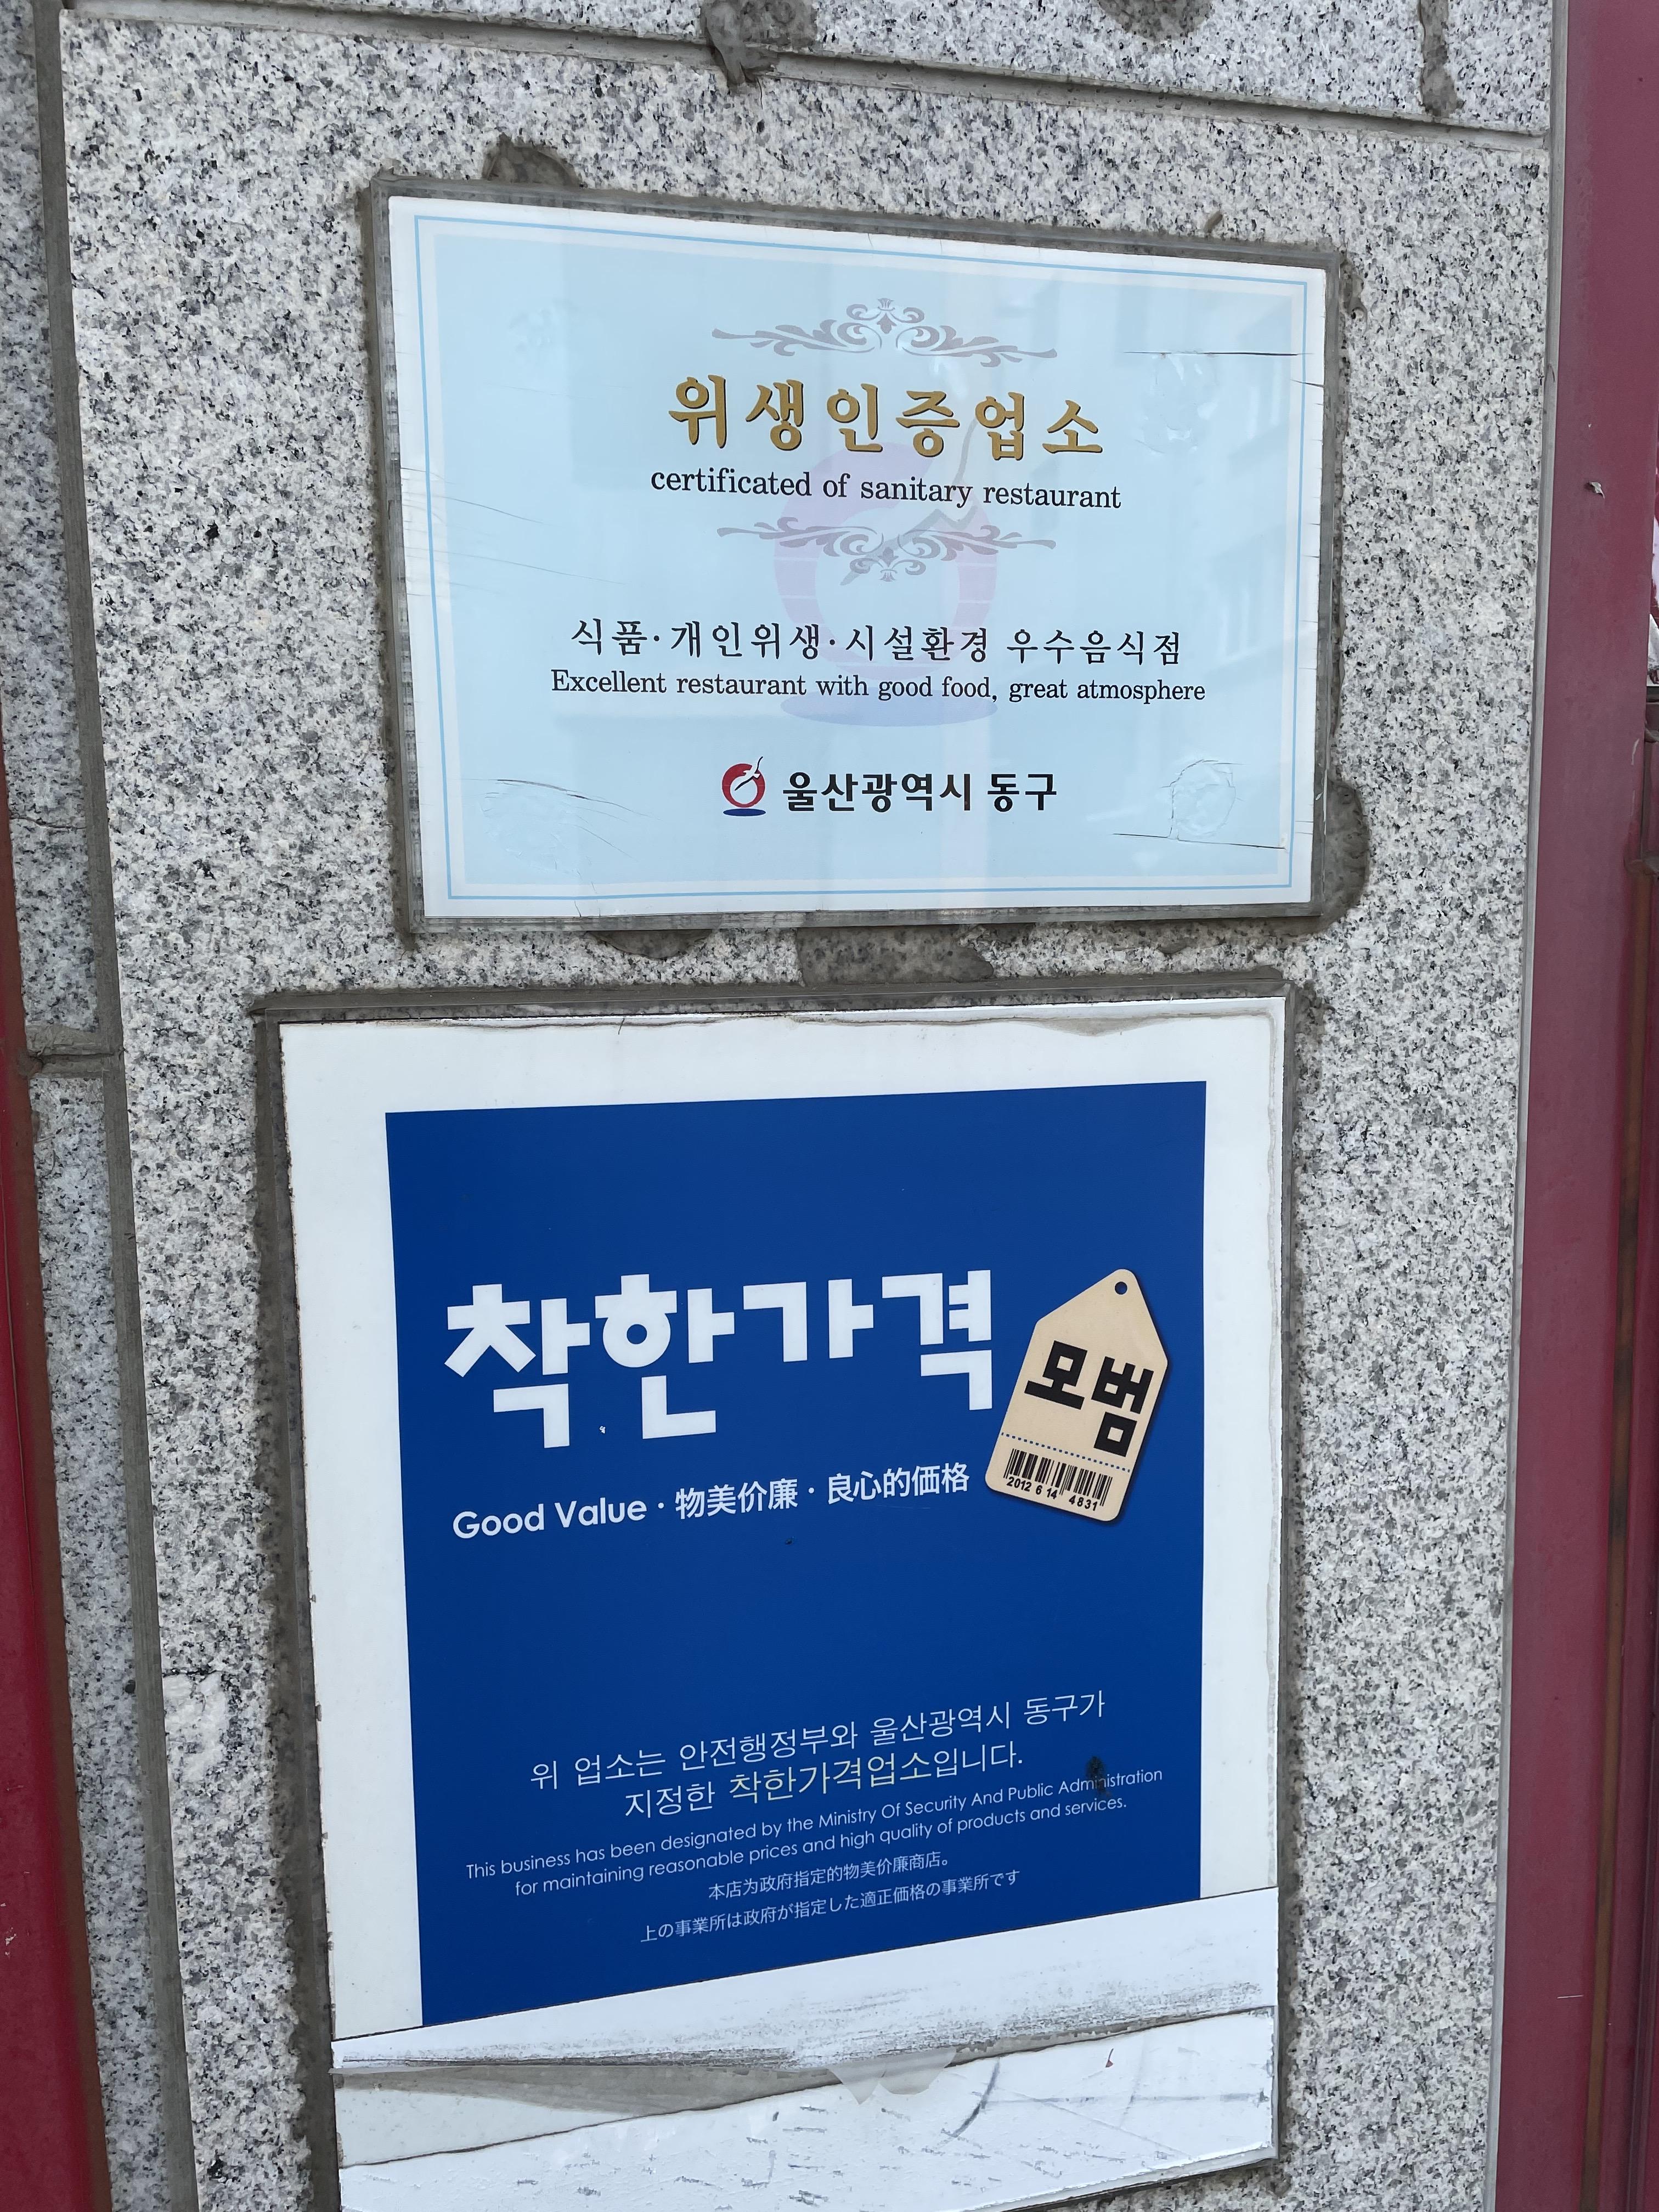 위생인증업소
certificated of sanitary restaurant
식품·개인위생·시설환경 우수음식점
Excellent restaurant with good food, great atmosphere
울산광역시 동구
착한가격
모범
2012 6 14 4831
Good Value · 物美价廉 · 良心的価格
위 업소는 안전행정부와 울산광역시 동구가
지정한 착한가격업소입니다.
This business has been designated by the Ministry Of Security And Public Administration
for maintaining reasonable prices and high quality of products and services.
本店为政府指定的物美价廉商店。
上の事業所は政府が指定した適正価格の事業所です